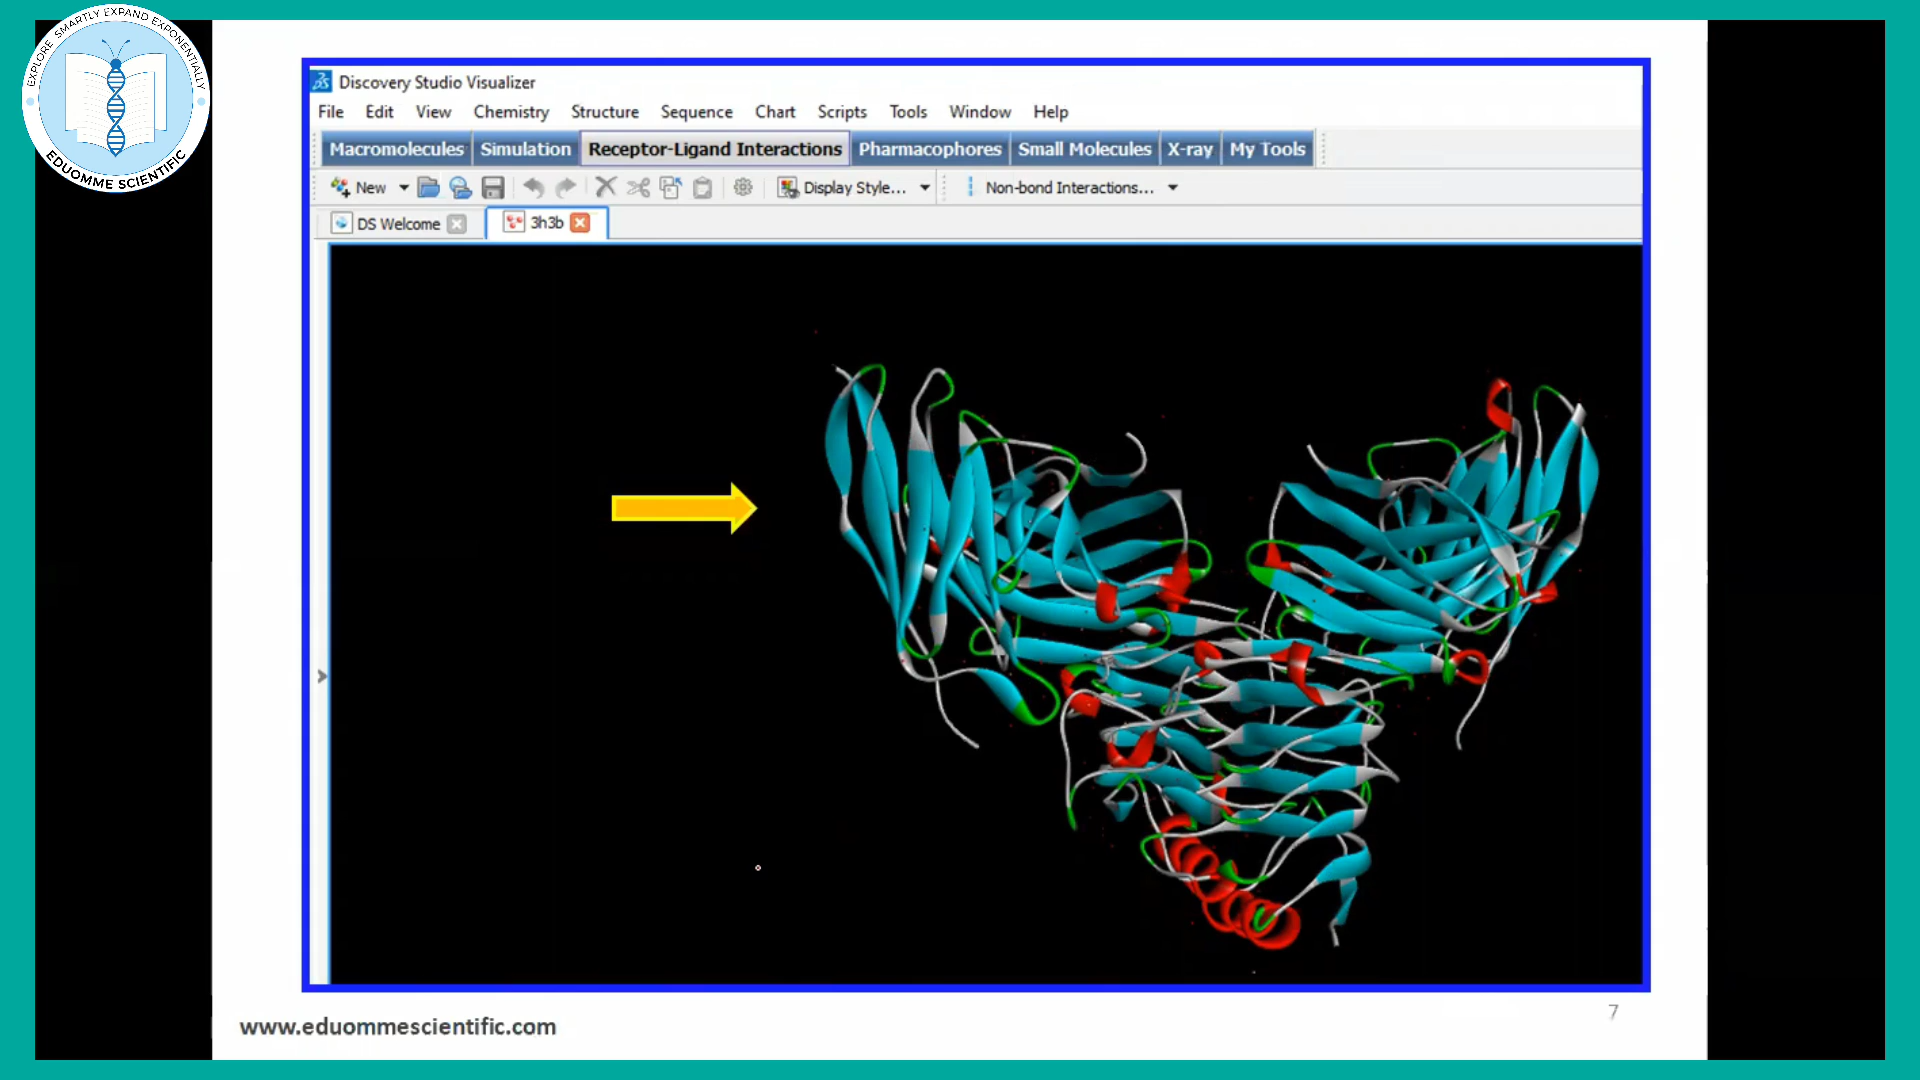 EXPLORE SMARTLY EXPAND EXPONENTIALLY
EDUOMME SCIENTIFIC
Discovery Studio Visualizer
File Edit View Chemistry Structure Sequence Chart Scripts Tools Window Help
Macromolecules Simulation Receptor-Ligand Interactions Pharmacophores Small Molecules X-ray My Tools
New Display Style... Non-bond Interactions...
DS Welcome 3h3b
www.eduommescientific.com
7